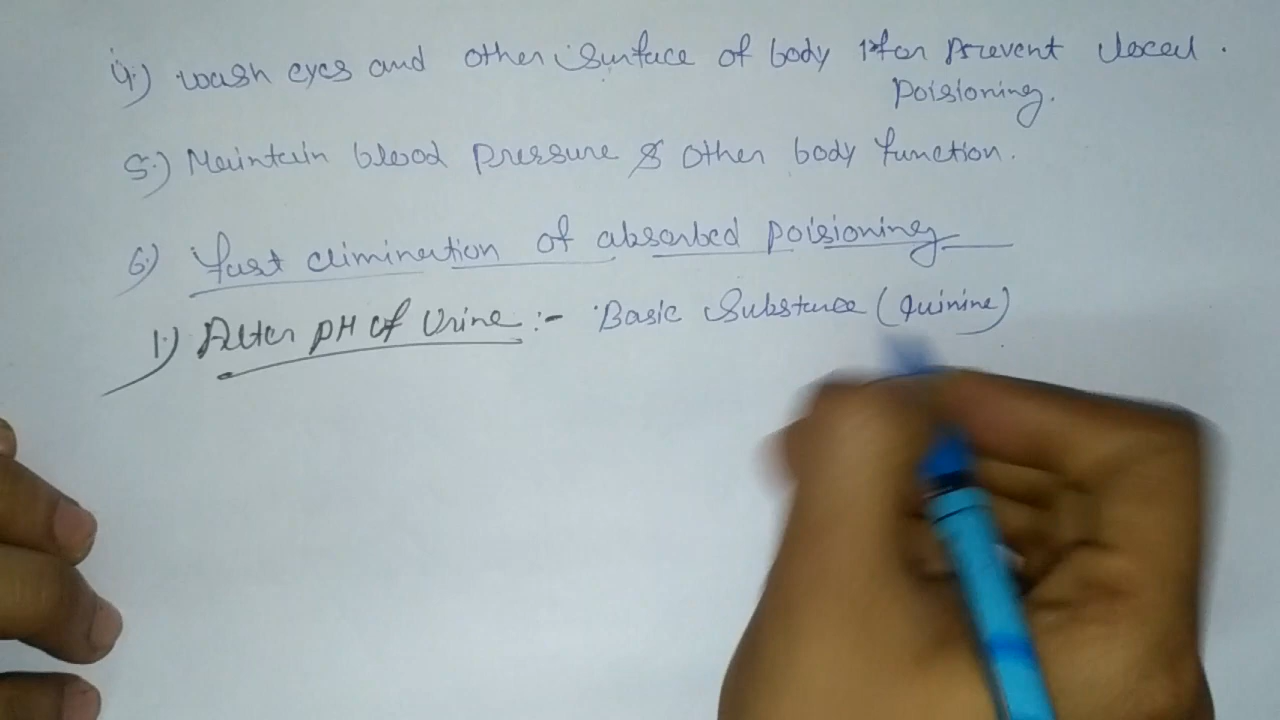 4.) Wash eyes and other surface of body for prevent local.
Poisioning.
5.) Maintain blood pressure & other body function.
6.) fast elimination of absorbed poisioning
1.) Alter pH of Urine :- Basic Substance (Quinine)